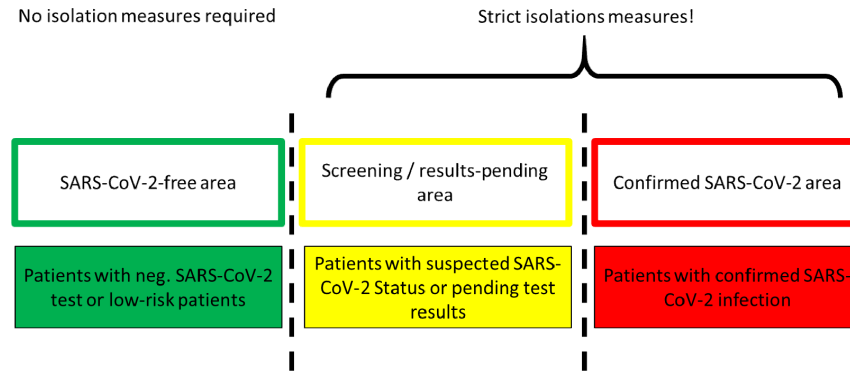 No isolation measures required
Strict isolations measures!
SARS-CoV-2-free area
Screening / results-pending
area
Confirmed SARS-CoV-2 area
Patients with neg. SARS-CoV-2
test or low-risk patients
Patients with suspected SARS-
CoV-2 Status or pending test
results
Patients with confirmed SARS-
CoV-2 infection